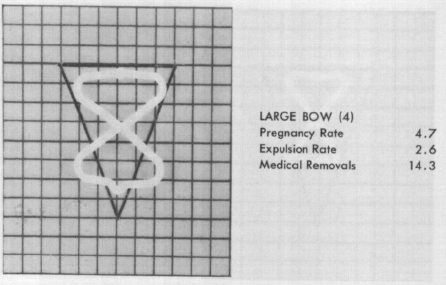 LARGE BOW (4)
Pregnancy Rate 4.7
Expulsion Rate 2.6
Medical Removals 14.3